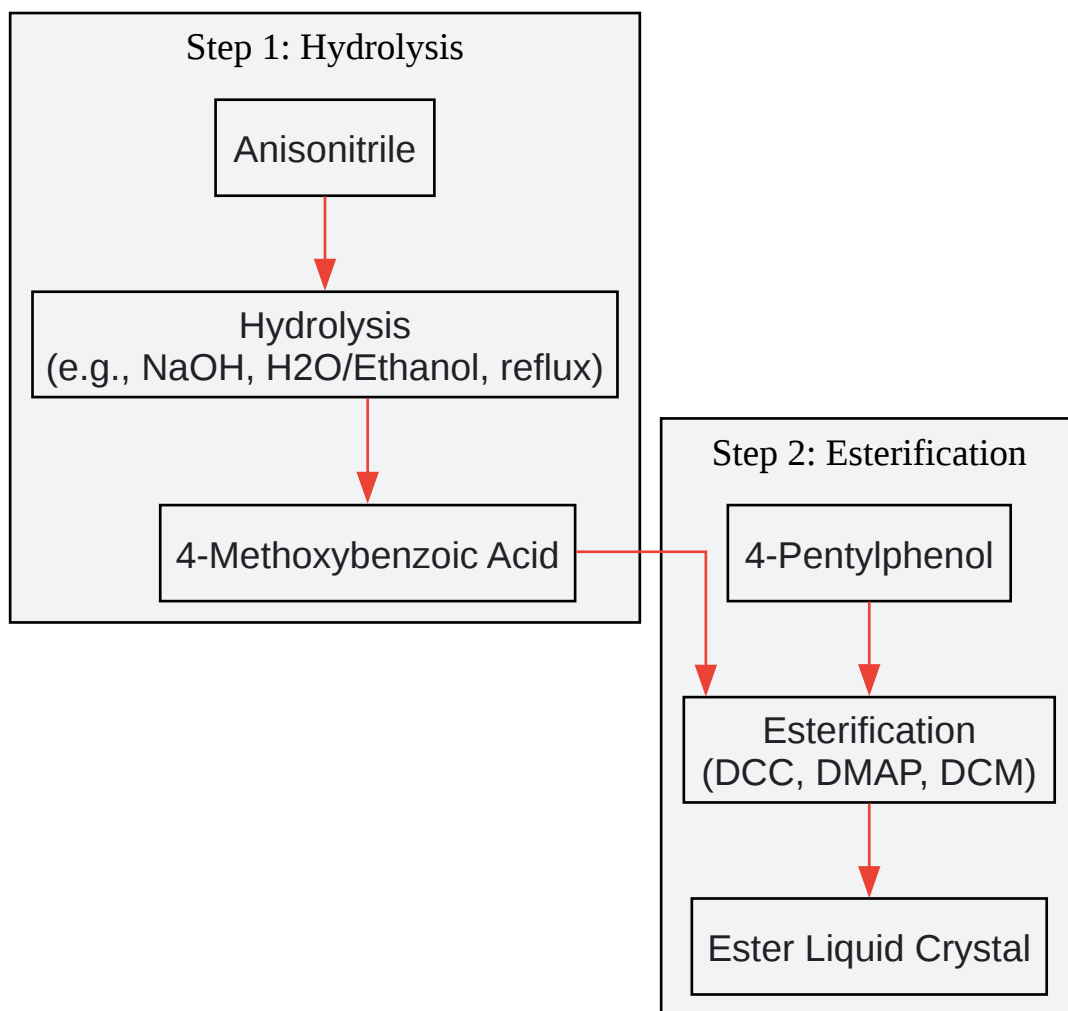 Step 1: Hydrolysis
Anisonitrile
Hydrolysis
(e.g., NaOH, H2O/Ethanol, reflux)
4-Methoxybenzoic Acid
Step 2: Esterification
4-Pentylphenol
Esterification
(DCC, DMAP, DCM)
Ester Liquid Crystal